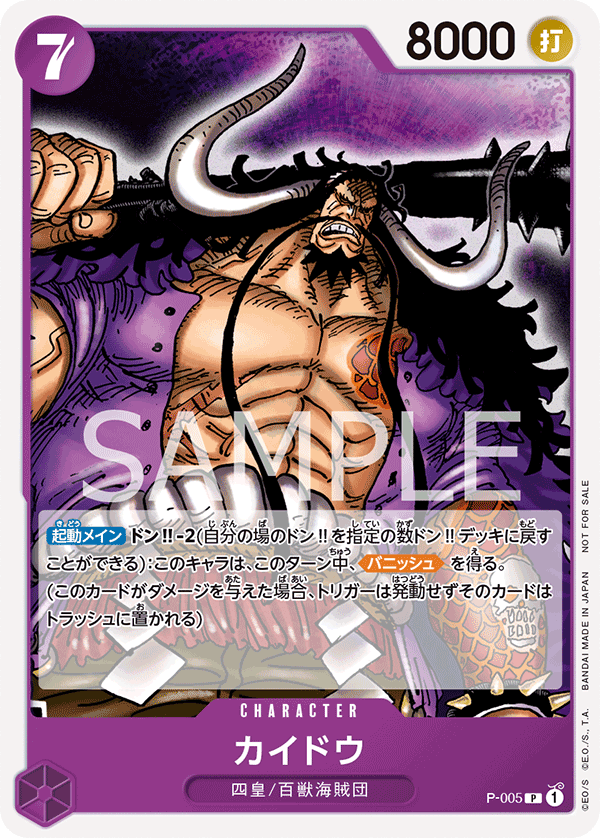 7
8000 打
SAMPLE
起動メイン ドン!!-2(自分の場のドン!!を指定の数ドン!!デッキに戻す
ことができる):このキャラは、このターン中、バニッシュ を得る。
(このカードがダメージを与えた場合、トリガーは発動せずそのカードは
トラッシュに置かれる)
CHARACTER
カイドウ
四皇/百獣海賊団
P-005 P 1
©E.O/S ©E.O./S., T.A. BANDAI MADE IN JAPAN NOT FOR SALE